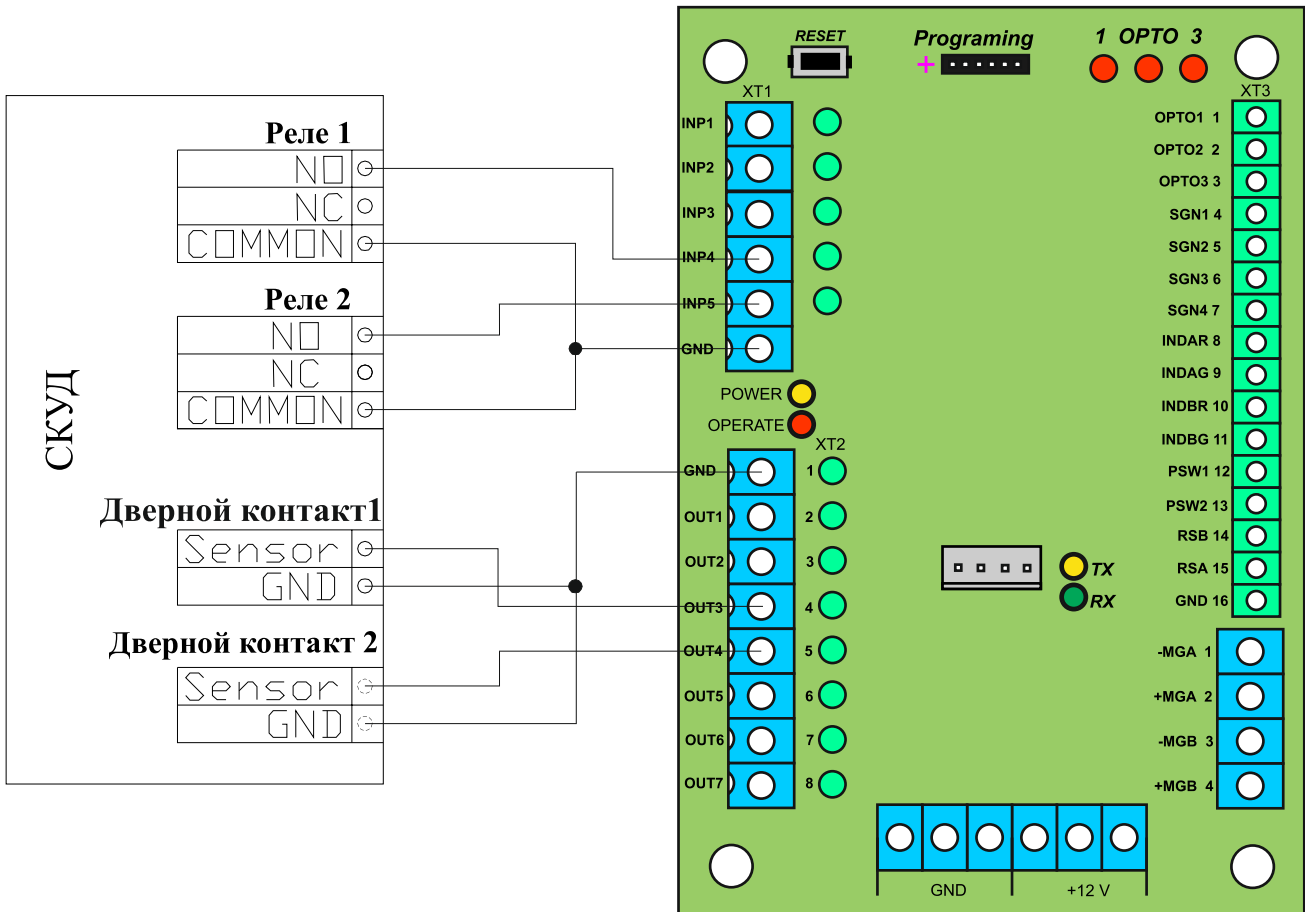 СКУД
Реле 1
NO
NC
COMMON
Реле 2
NO
NC
COMMON
Дверной контакт1
Sensor
GND
Дверной контакт 2
Sensor
GND
RESET
Programing
+
1 OPTO 3
XT1
INP1
INP2
INP3
INP4
INP5
GND
POWER
OPERATE
XT2
GND 1
OUT1 2
OUT2 3
OUT3 4
OUT4 5
OUT5 6
OUT6 7
OUT7 8
TX
RX
XT3
OPTO1 1
OPTO2 2
OPTO3 3
SGN1 4
SGN2 5
SGN3 6
SGN4 7
INDAR 8
INDAG 9
INDBR 10
INDBG 11
PSW1 12
PSW2 13
RSB 14
RSA 15
GND 16
-MGA 1
+MGA 2
-MGB 3
+MGB 4
GND
+12 V